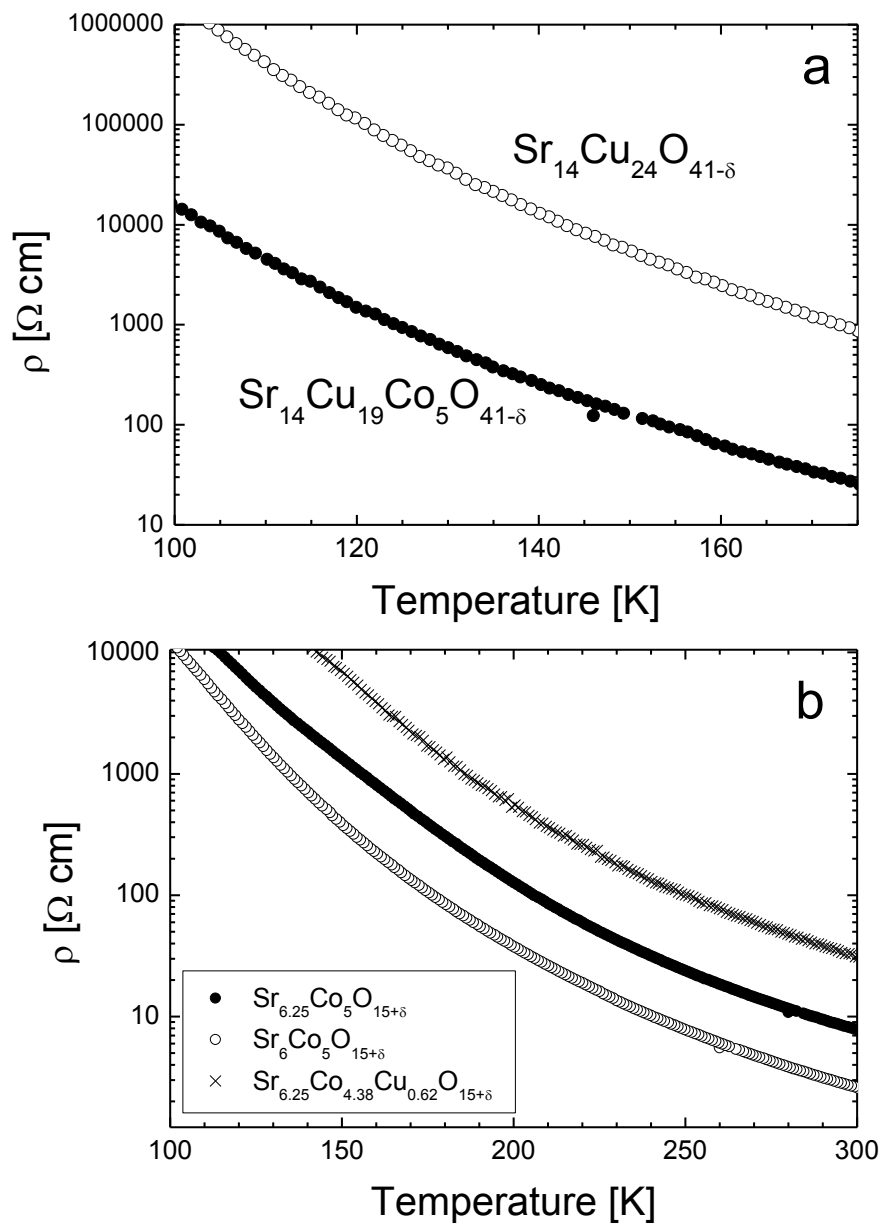 1000000
a
100000
Sr₁₄Cu₂₄O₄₁₋δ
10000
ρ [Ω cm]
1000
Sr₁₄Cu₁₉Co₅O₄₁₋δ
100
10
100 120 140 160
Temperature [K]
10000
b
1000
ρ [Ω cm]
100
10
Sr₆.₂₅Co₅O₁₅₊δ
Sr₆Co₅O₁₅₊δ
Sr₆.₂₅Co₄.₃₈Cu₀.₆₂O₁₅₊δ
100 150 200 250 300
Temperature [K]